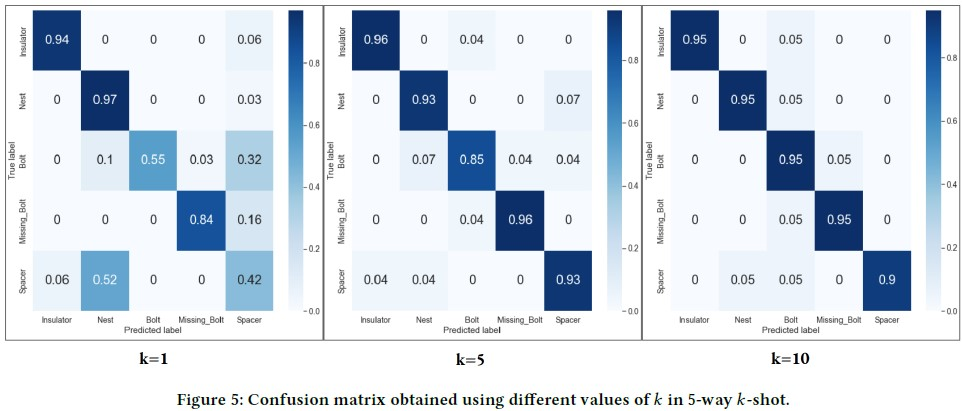 Insulator 0.94 0 0 0 0.06
Nest 0 0.97 0 0 0.03
Bolt 0 0.1 0.55 0.03 0.32
Missing_Bolt 0 0 0 0.84 0.16
Spacer 0.06 0.52 0 0 0.42
True label
Insulator Nest Bolt Missing_Bolt Spacer
Predicted label
0.8
0.6
0.4
0.2
0.0
k=1
Insulator 0.96 0 0.04 0 0
Nest 0 0.93 0 0 0.07
Bolt 0 0.07 0.85 0.04 0.04
Missing_Bolt 0 0 0.04 0.96 0
Spacer 0.04 0.04 0 0 0.93
True label
Insulator Nest Bolt Missing_Bolt Spacer
Predicted label
0.8
0.6
0.4
0.2
0.0
k=5
Insulator 0.95 0 0.05 0 0
Nest 0 0.95 0.05 0 0
Bolt 0 0 0.95 0.05 0
Missing_Bolt 0 0 0.05 0.95 0
Spacer 0 0.05 0.05 0 0.9
True label
Insulator Nest Bolt Missing_Bolt Spacer
Predicted label
0.8
0.6
0.4
0.2
0.0
k=10
Figure 5: Confusion matrix obtained using different values of k in 5-way k-shot.